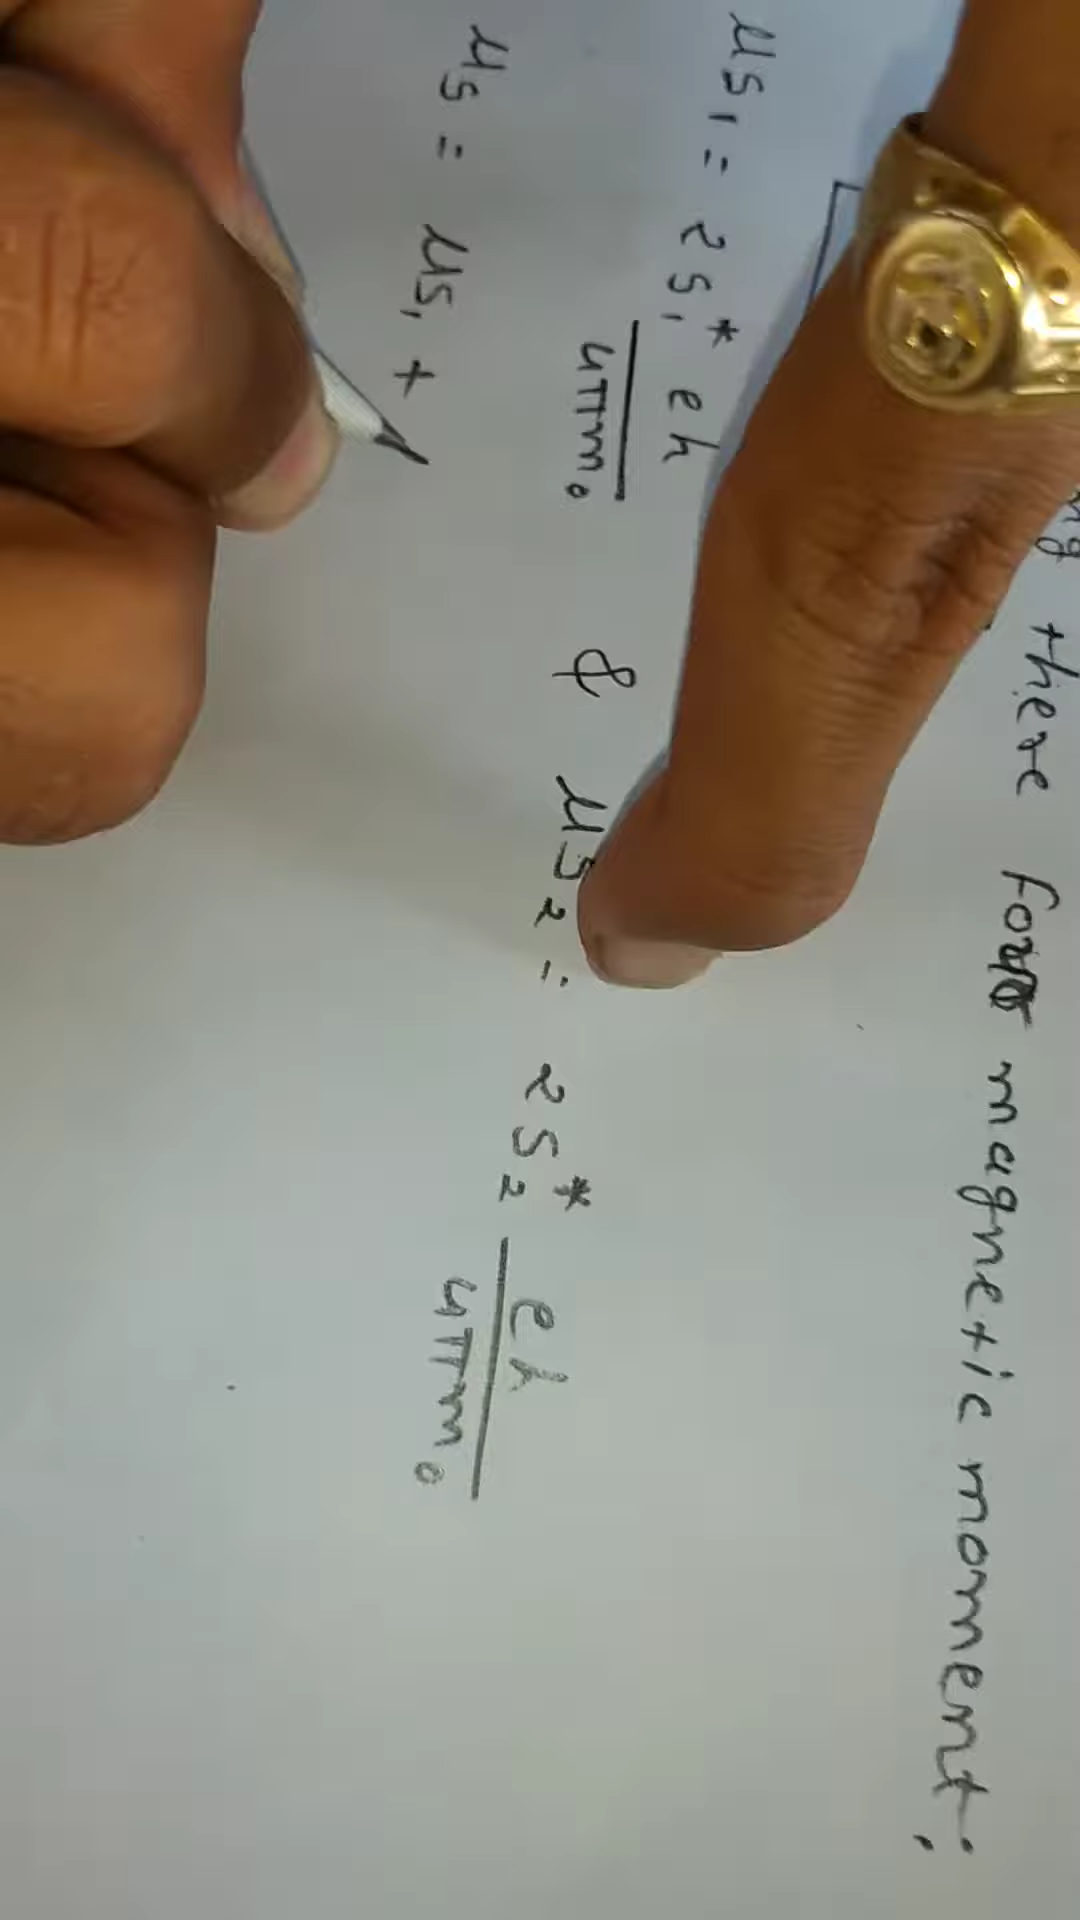 there for magnetic moment:
μs₁ = 2s₁* eh / 4πm₀ & μs₂ = 2s₂* eh / 4πm₀
μs = μs₁ +